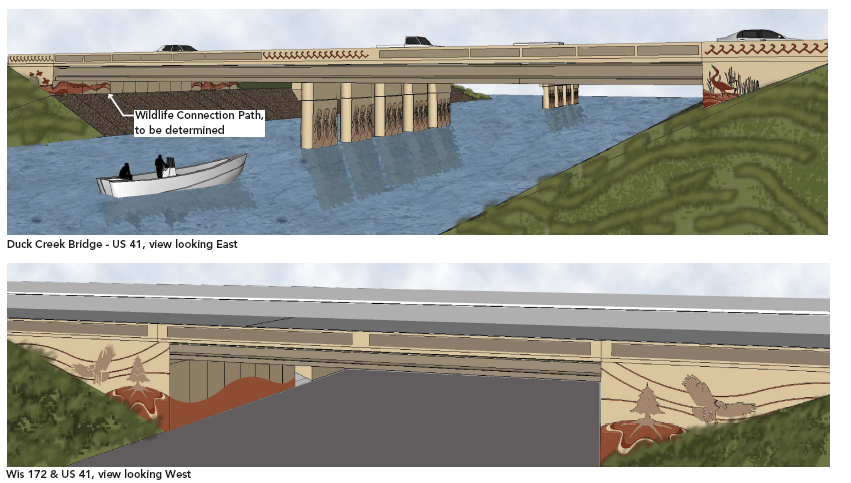 Wildlife Connection Path,
to be determined
Duck Creek Bridge - US 41, view looking East
Wis 172 & US 41, view looking West